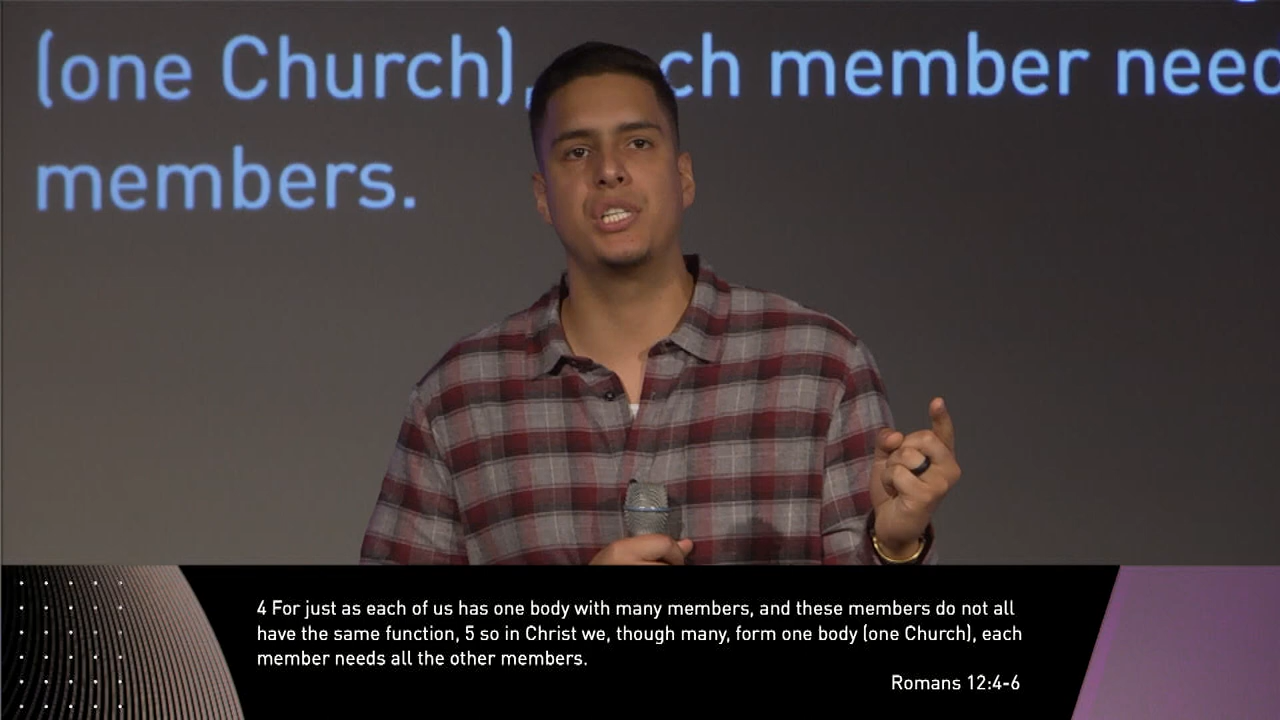 (one Church), ch member need
members.
4 For just as each of us has one body with many members, and these members do not all
have the same function, 5 so in Christ we, though many, form one body (one Church), each
member needs all the other members.
Romans 12:4-6